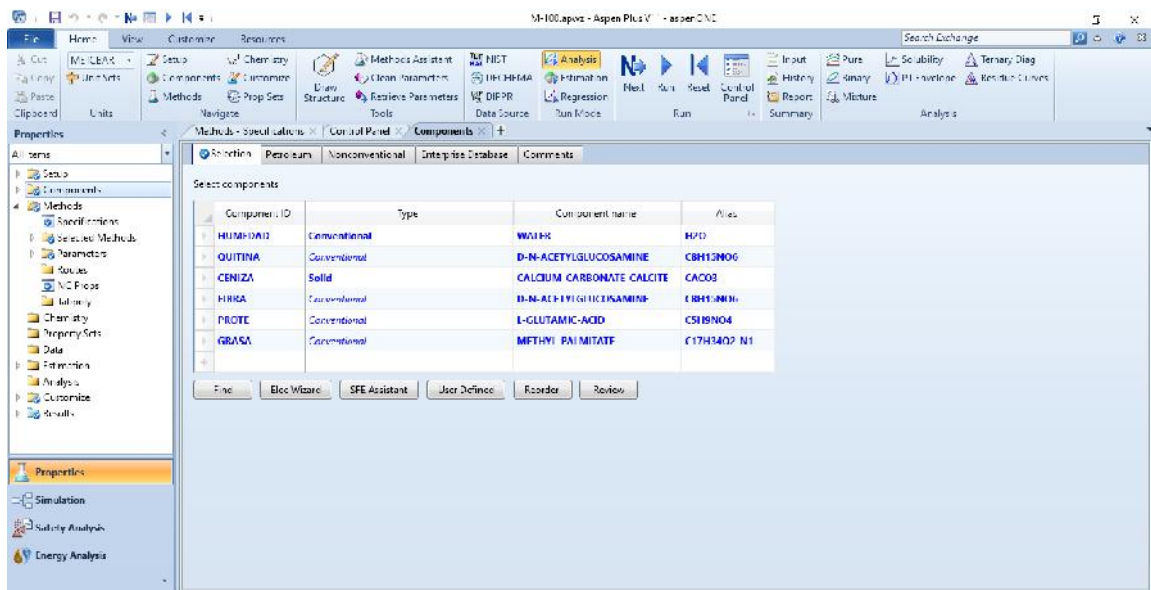 M-100.apwz - Aspen Plus V11 - aspenONE
File Home View Customize Resources Search Exchange
Cut METCBAR Setup Chemistry Methods Assistant NIST Analysis Input Pure Solubility Ternary Diag
Copy Unit Sets Components Customize Draw Structure Clean Parameters DECHEMA Estimation Next Run Reset Control Panel History Binary PT Envelope Residue Curves
Paste Methods Prop Sets Retrieve Parameters DIPPR Regression Report Mixture
Clipboard Units Navigate Tools Data Source Run Mode Run Summary Analysis
Properties Methods - Specifications Control Panel Components +
All Items Selection Petroleum Nonconventional Enterprise Database Comments
Setup
Components
Methods
Specifications
Selected Methods
Parameters
Routes
NC Props
Tabpoly
Chemistry
Property Sets
Data
Estimation
Analysis
Customize
Results
Select components
Component ID Type Component name Alias
HUMEDAD Conventional WATER H2O
QUITINA Conventional D-N-ACETYLGLUCOSAMINE C8H15NO6
CENIZA Solid CALCIUM-CARBONATE-CALCITE CACO3
FIBRA Conventional D-N-ACETYLGLUCOSAMINE C8H15NO6
PROTE Conventional L-GLUTAMIC-ACID C5H9NO4
GRASA Conventional METHYL-PALMITATE C17H34O2-N1
Find Elec Wizard SFE Assistant User Defined Reorder Review
Properties
Simulation
Safety Analysis
Energy Analysis